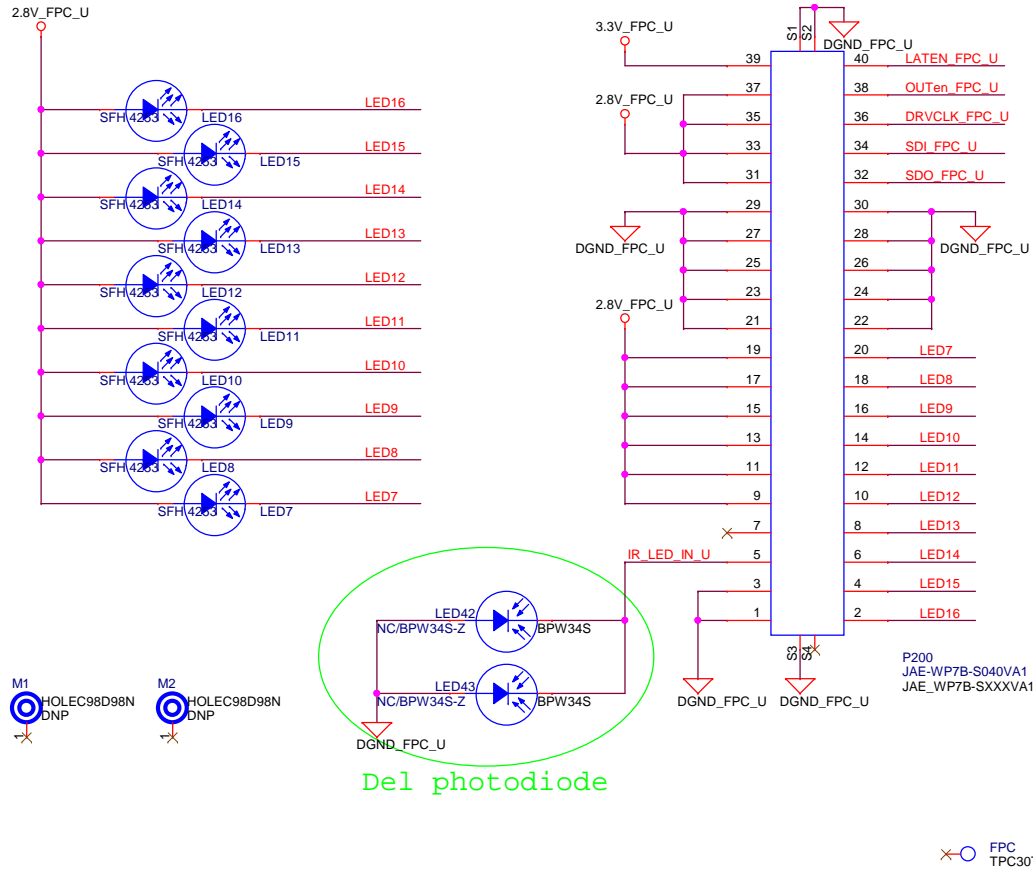 2.8V_FPC_U
LED16
SFH 4253 LED16
LED15
SFH 4253 LED15
LED14
SFH 4253 LED14
LED13
SFH 4253 LED13
LED12
SFH 4253 LED12
LED11
SFH 4253 LED11
LED10
SFH 4253 LED10
LED9
SFH 4253 LED9
LED8
SFH 4253 LED8
LED7
SFH 4253 LED7
S1 S2
DGND_FPC_U
3.3V_FPC_U
39 40 LATEN_FPC_U
37 38 OUTen_FPC_U
2.8V_FPC_U
35 36 DRVCLK_FPC_U
33 34 SDI_FPC_U
31 32 SDO_FPC_U
29 30
DGND_FPC_U 27 28 DGND_FPC_U
25 26
23 24
2.8V_FPC_U
21 22
19 20 LED7
17 18 LED8
15 16 LED9
13 14 LED10
11 12 LED11
9 10 LED12
7 8 LED13
IR_LED_IN_U 5 6 LED14
3 4 LED15
1 2 LED16
S3 S4
DGND_FPC_U DGND_FPC_U
P200
JAE-WP7B-S040VA1
JAE_WP7B-SXXXVA1
LED42
NC/BPW34S-Z BPW34S
LED43
NC/BPW34S-Z BPW34S
DGND_FPC_U
Del photodiode
M1
HOLEC98D98N
DNP
1
M2
HOLEC98D98N
DNP
1
FPC
TPC30